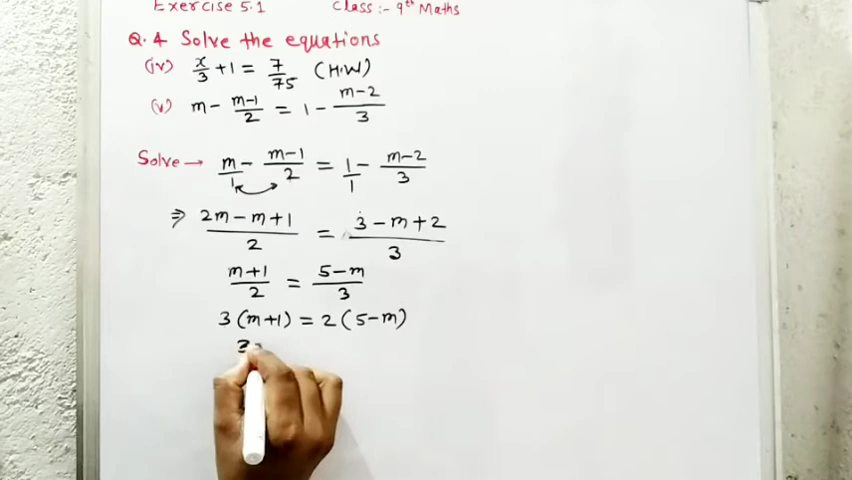 Exercise 5.1 Class :- 9th Maths
Q.4 Solve the equations
(iv) x/3 + 1 = 7/75 (H.W)
(v) m - (m-1)/2 = 1 - (m-2)/3
Solve → m/1 - (m-1)/2 = 1/1 - (m-2)/3
⇒ (2m - m + 1)/2 = (3 - m + 2)/3
(m+1)/2 = (5-m)/3
3(m+1) = 2(5-m)
3